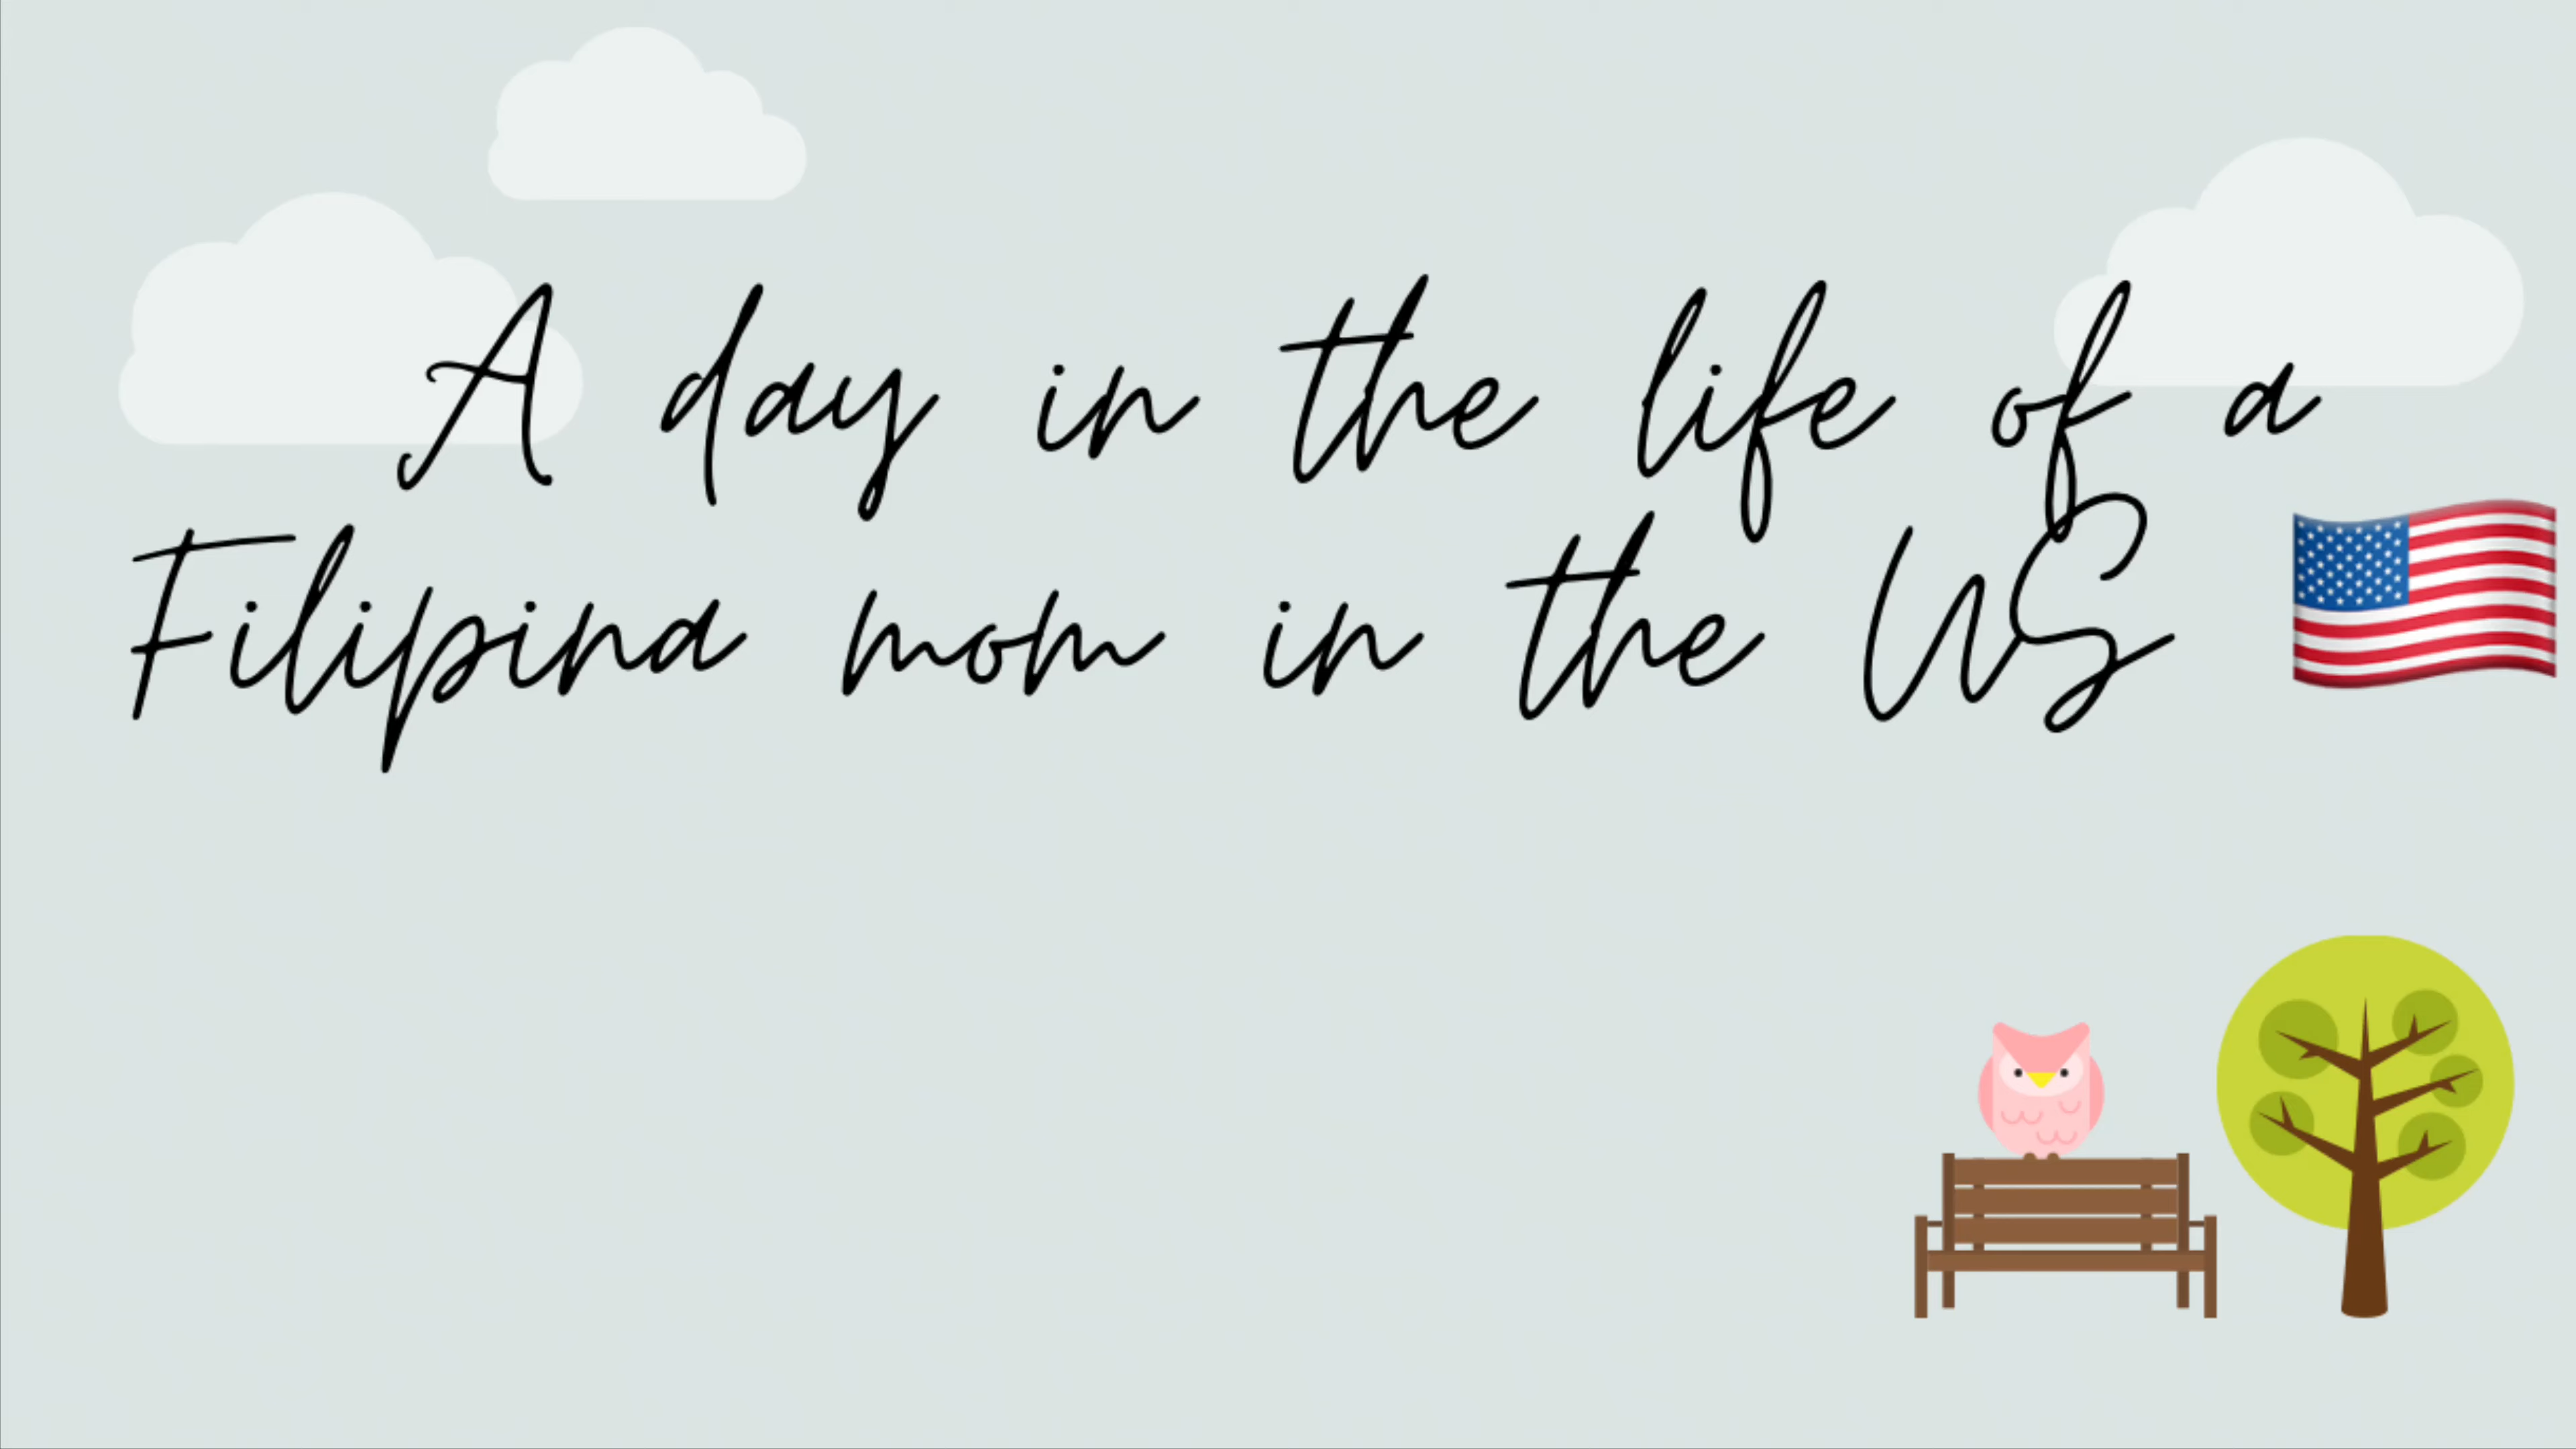 A day in the life of a
Filipina mom in the US 🇺🇸